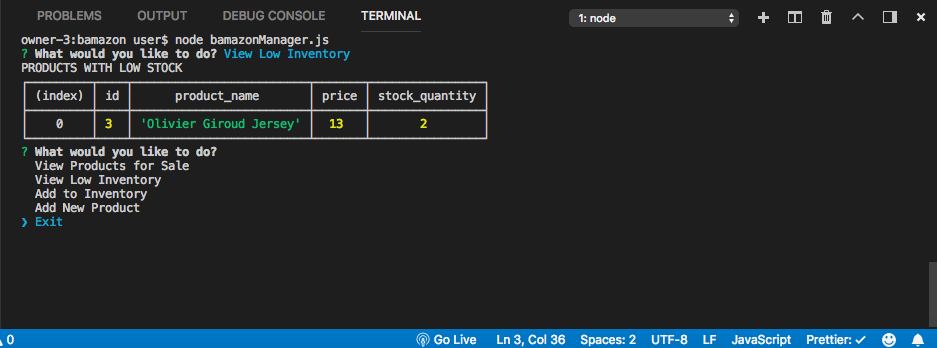 PROBLEMS OUTPUT DEBUG CONSOLE TERMINAL 1: node
owner-3:bamazon user$ node bamazonManager.js
? What would you like to do? View Low Inventory
PRODUCTS WITH LOW STOCK
(index) id product_name price stock_quantity
0 3 'Olivier Giroud Jersey' 13 2
? What would you like to do?
View Products for Sale
View Low Inventory
Add to Inventory
Add New Product
❯ Exit
0 Go Live Ln 3, Col 36 Spaces: 2 UTF-8 LF JavaScript Prettier: ✓